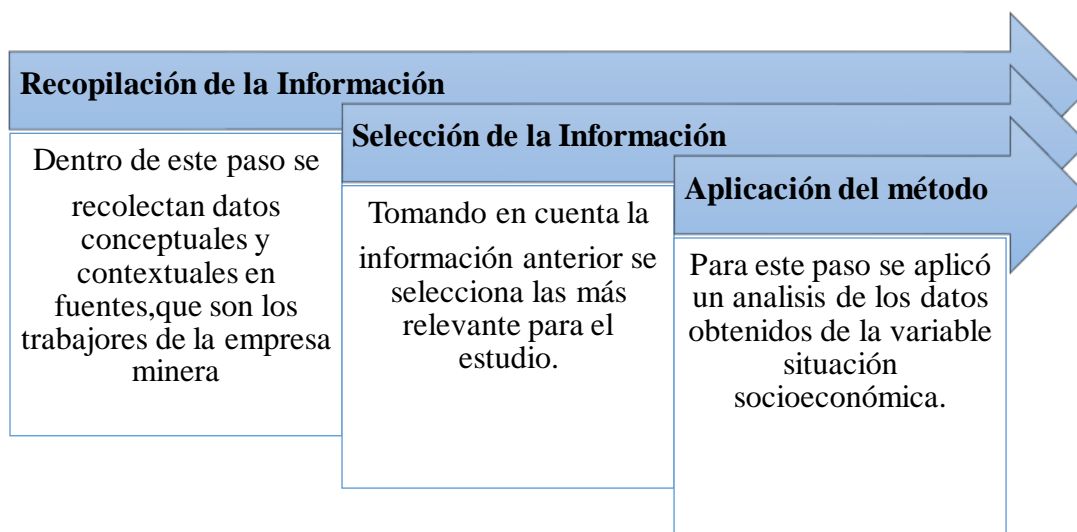 Recopilación de la Información
Dentro de este paso se
recolectan datos
conceptuales y
contextuales en
fuentes,que son los
trabajores de la empresa
minera
Selección de la Información
Tomando en cuenta la
información anterior se
selecciona las más
relevante para el
estudio.
Aplicación del método
Para este paso se aplicó
un analisis de los datos
obtenidos de la variable
situación
socioeconómica.